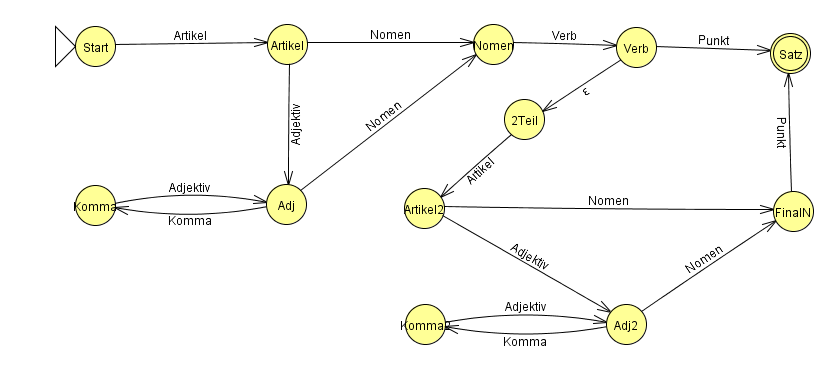 Start
Artikel
Artikel
Nomen
Nomen
Verb
Verb
Punkt
Satz
ε
2Teil
Adjektiv
Nomen
Artikel
Punkt
Komma
Adjektiv
Komma
Adj
Artikel2
Nomen
FinalN
Adjektiv
Nomen
Komma2
Adjektiv
Komma
Adj2